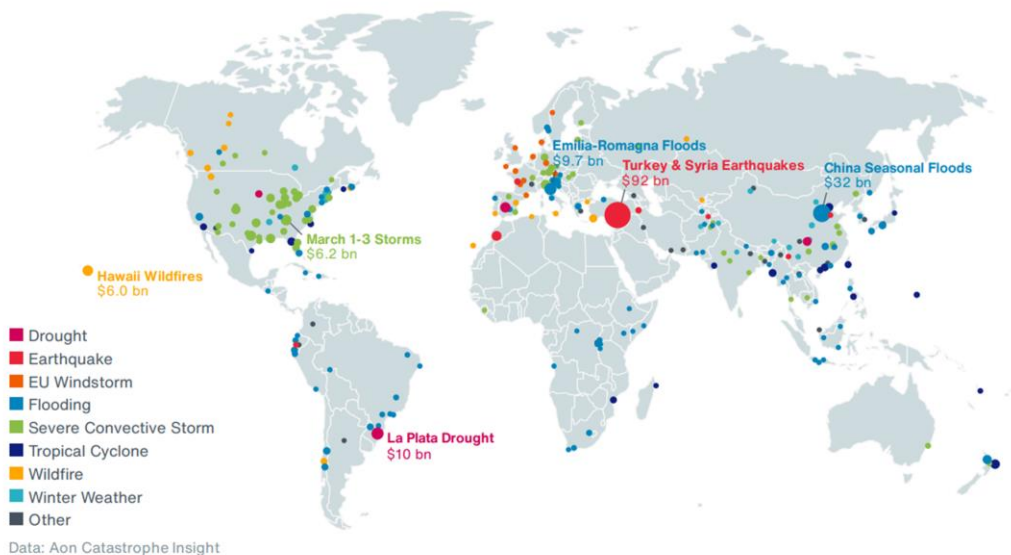 Emilia-Romagna Floods
$9.7 bn
Turkey & Syria Earthquakes
$92 bn
China Seasonal Floods
$32 bn
March 1-3 Storms
$6.2 bn
Hawaii Wildfires
$6.0 bn
La Plata Drought
$10 bn
Drought
Earthquake
EU Windstorm
Flooding
Severe Convective Storm
Tropical Cyclone
Wildfire
Winter Weather
Other
Data: Aon Catastrophe Insight